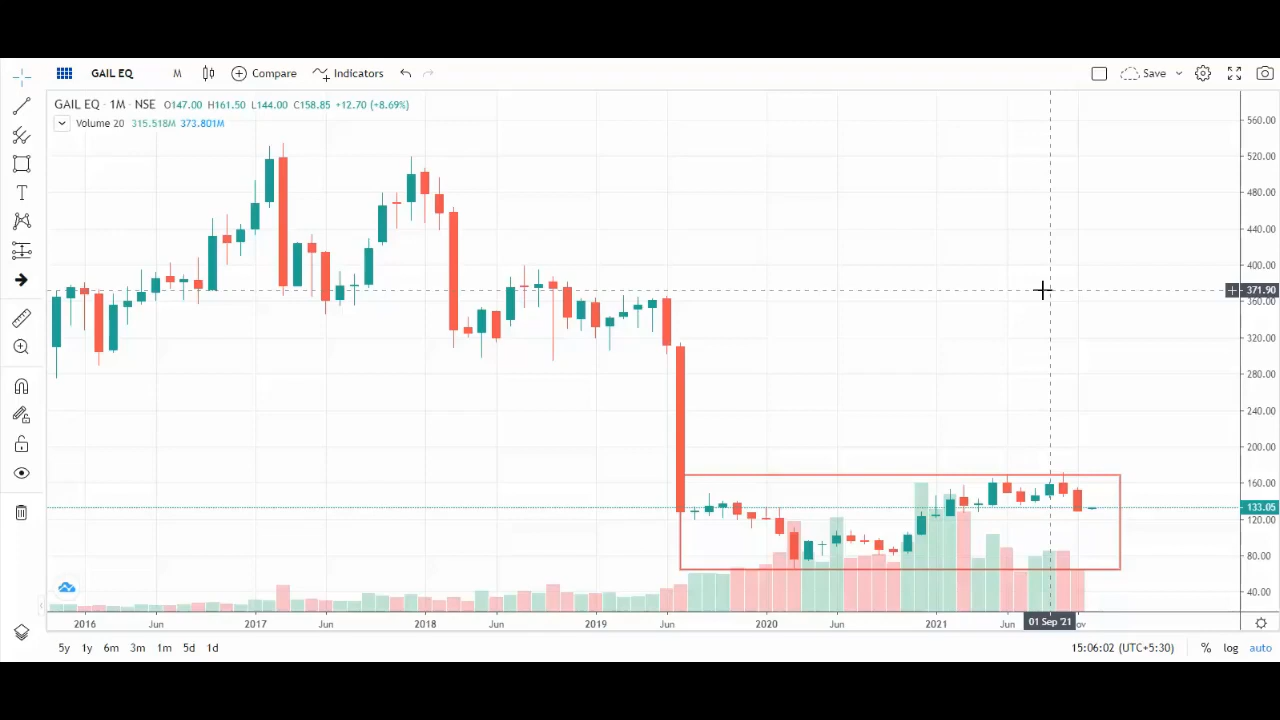 GAIL EQ M Compare Indicators Save
GAIL EQ · 1M · NSE O147.00 H161.50 L144.00 C158.85 +12.70 (+8.69%)
Volume 20 315.518M 373.801M
T
560.00
520.00
480.00
440.00
400.00
371.90
360.00
320.00
280.00
240.00
200.00
160.00
133.05
120.00
80.00
40.00
2016 Jun 2017 Jun 2018 Jun 2019 Jun 2020 Jun 2021 Jun 01 Sep '21 ov
5y 1y 6m 3m 1m 5d 1d 15:06:02 (UTC+5:30) % log auto